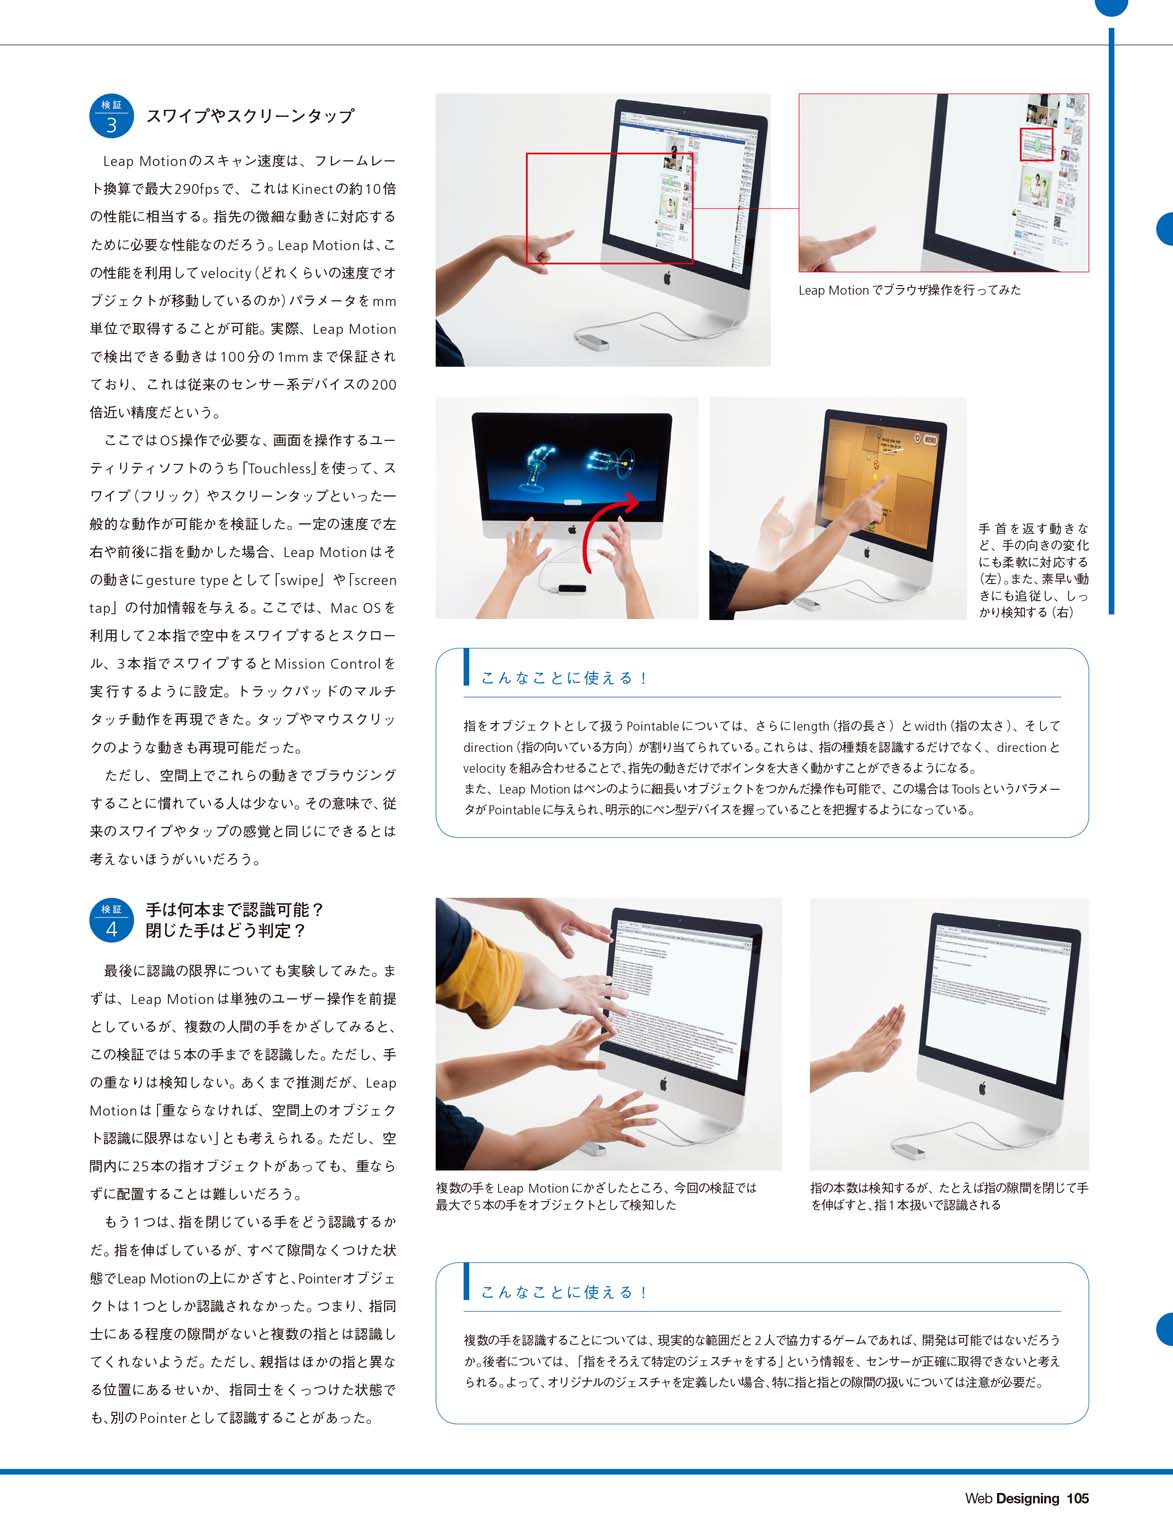 検証
3
スワイプやスクリーンタップ
Leap Motionのスキャン速度は、フレームレー
ト換算で最大290fpsで、これはKinectの約10倍
の性能に相当する。指先の微細な動きに対応する
ために必要な性能なのだろう。Leap Motionは、こ
の性能を利用してvelocity（どれくらいの速度でオ
ブジェクトが移動しているのか）パラメータをmm
単位で取得することが可能。実際、Leap Motion
で検出できる動きは100分の1mmまで保証され
ており、これは従来のセンサー系デバイスの200
倍近い精度だという。
ここではOS操作で必要な、画面を操作するユー
ティリティソフトのうち「Touchless」を使って、ス
ワイプ（フリック）やスクリーンタップといった一
般的な動作が可能かを検証した。一定の速度で左
右や前後に指を動かした場合、Leap Motionはそ
の動きにgesture typeとして「swipe」や「screen
tap」の付加情報を与える。ここでは、Mac OSを
利用して2本指で空中をスワイプするとスクロー
ル、3本指でスワイプするとMission Controlを
実行するように設定。トラックパッドのマルチ
タッチ動作を再現できた。タップやマウスクリッ
クのような動きも再現可能だった。
ただし、空間上でこれらの動きでブラウジング
することに慣れている人は少ない。その意味で、従
来のスワイプやタップの感覚と同じにできるとは
考えないほうがいいだろう。
Leap Motionでブラウザ操作を行ってみた
MENU
手首を返す動きな
ど、手の向きの変化
にも柔軟に対応する
（左）。また、素早い動
きにも追従し、しっ
かり検知する（右）
こんなことに使える！
指をオブジェクトとして扱うPointableについては、さらにlength（指の長さ）とwidth（指の太さ）、そして
direction（指の向いている方向）が割り当てられている。これらは、指の種類を認識するだけでなく、directionと
velocityを組み合わせることで、指先の動きだけでポインタを大きく動かすことができるようになる。
また、Leap Motionはペンのように細長いオブジェクトをつかんだ操作も可能で、この場合はToolsというパラメー
タがPointableに与えられ、明示的にペン型デバイスを握っていることを把握するようになっている。
検証
4
手は何本まで認識可能？
閉じた手はどう判定？
最後に認識の限界についても実験してみた。ま
ずは、Leap Motionは単独のユーザー操作を前提
としているが、複数の人間の手をかざしてみると、
この検証では5本の手までを認識した。ただし、手
の重なりは検知しない。あくまで推測だが、Leap
Motionは「重ならなければ、空間上のオブジェク
ト認識に限界はない」とも考えられる。ただし、空
間内に25本の指オブジェクトがあっても、重なら
ずに配置することは難しいだろう。
もう1つは、指を閉じている手をどう認識するか
だ。指を伸ばしているが、すべて隙間なくつけた状
態でLeap Motionの上にかざすと、Pointerオブジェ
クトは1つとしか認識されなかった。つまり、指同
士にある程度の隙間がないと複数の指とは認識し
てくれないようだ。ただし、親指はほかの指と異な
る位置にあるせいか、指同士をくっつけた状態で
も、別のPointerとして認識することがあった。
複数の手をLeap Motionにかざしたところ、今回の検証では
最大で5本の手をオブジェクトとして検知した
指の本数は検知するが、たとえば指の隙間を閉じて手
を伸ばすと、指1本扱いで認識される
こんなことに使える！
複数の手を認識することについては、現実的な範囲だと2人で協力するゲームであれば、開発は可能ではないだろう
か。後者については、「指をそろえて特定のジェスチャをする」という情報を、センサーが正確に取得できないと考え
られる。よって、オリジナルのジェスチャを定義したい場合、特に指と指との隙間の扱いについては注意が必要だ。
Web Designing 105